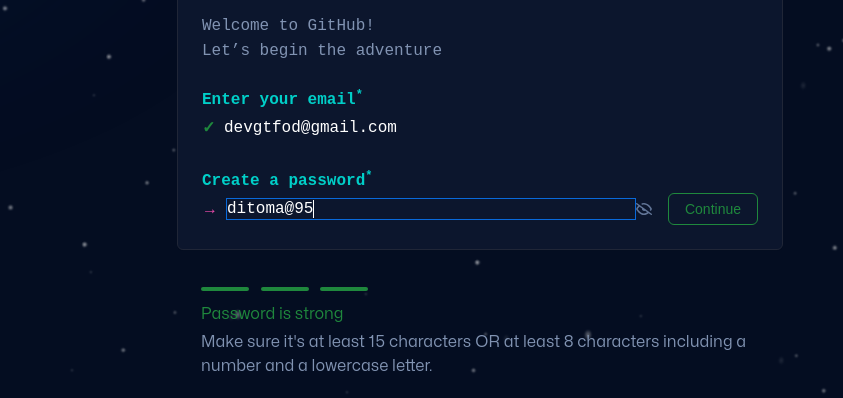 Welcome to GitHub!
Let’s begin the adventure
Enter your email*
✓ devgtfod@gmail.com
Create a password*
→ ditoma@95
Continue
Password is strong
Make sure it's at least 15 characters OR at least 8 characters including a
number and a lowercase letter.